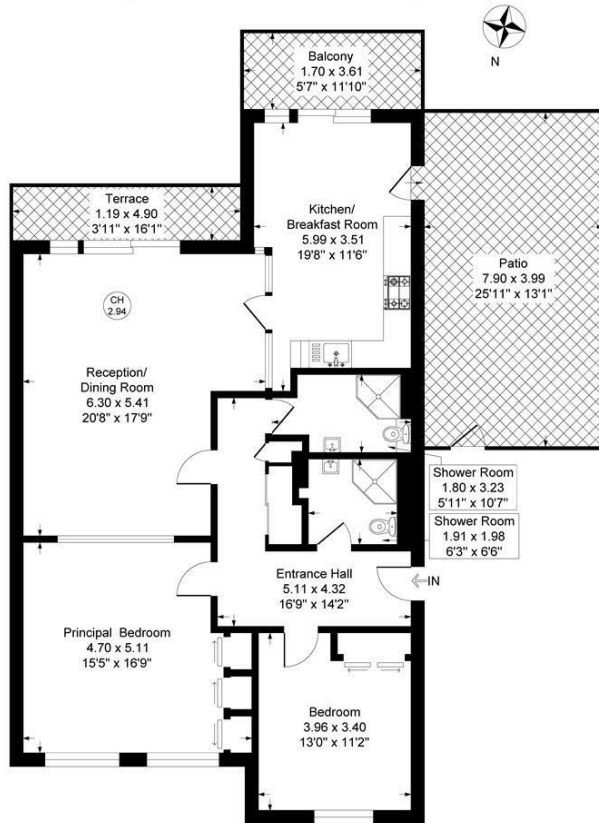 N
Balcony
1.70 x 3.61
5'7" x 11'10"
Terrace
1.19 x 4.90
3'11" x 16'1"
Kitchen/
Breakfast Room
5.99 x 3.51
19'8" x 11'6"
Patio
7.90 x 3.99
25'11" x 13'1"
CH
2.94
Reception/
Dining Room
6.30 x 5.41
20'8" x 17'9"
Shower Room
1.80 x 3.23
5'11" x 10'7"
Shower Room
1.91 x 1.98
6'3" x 6'6"
Entrance Hall
5.11 x 4.32
16'9" x 14'2"
IN
Principal Bedroom
4.70 x 5.11
15'5" x 16'9"
Bedroom
3.96 x 3.40
13'0" x 11'2"